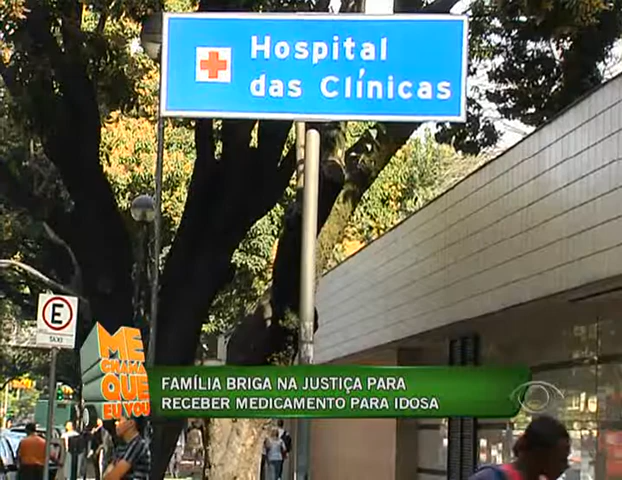 Hospital
das Clínicas
E
TAXI
ME
CHAMA
QUE
EU VOU
FAMÍLIA BRIGA NA JUSTIÇA PARA
RECEBER MEDICAMENTO PARA IDOSA